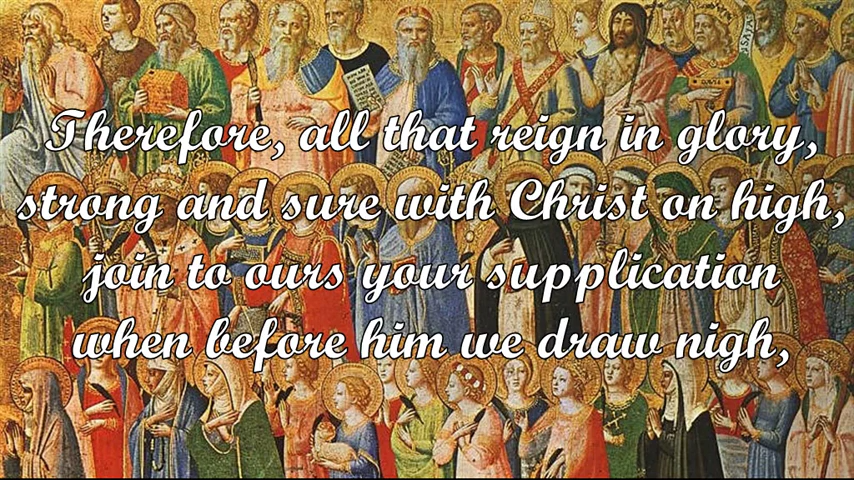 Therefore, all that reign in glory,
strong and sure with Christ on high,
join to ours your supplication
when before him we draw nigh,